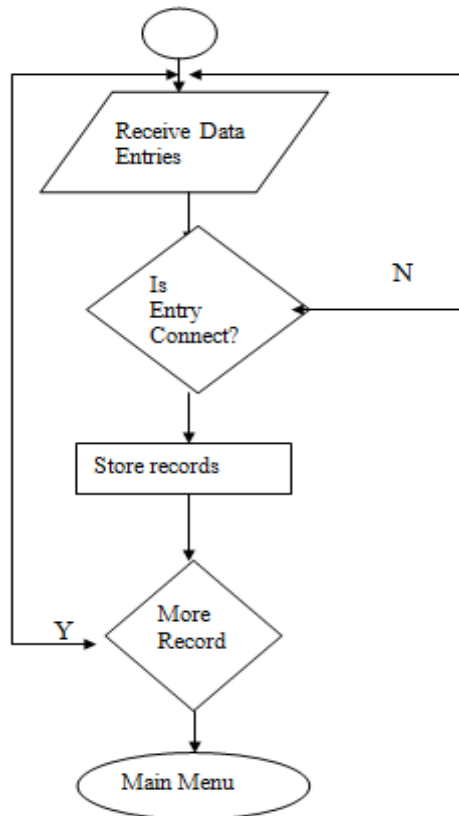 Receive Data
Entries
Is
Entry
Connect?
N
Store records
More
Record
Y
Main Menu